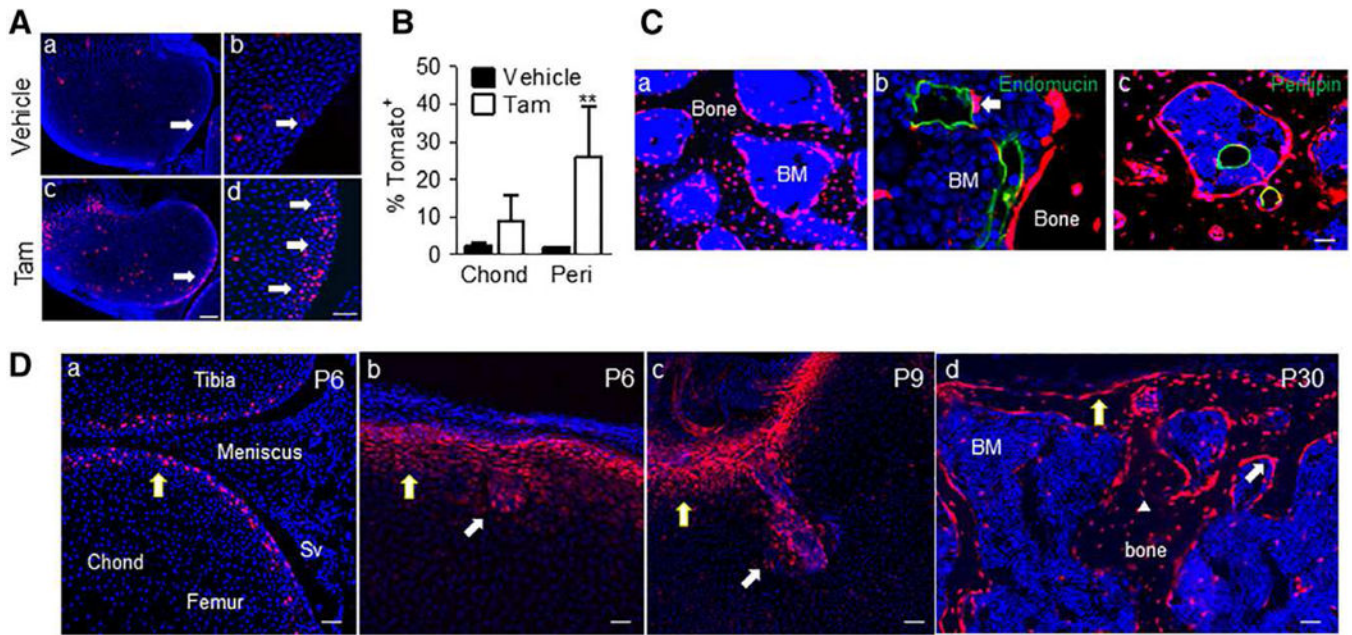 A
B
C
a
b
Vehicle
c
d
Tam
50
40
30
20
10
0
% Tomato⁺
Vehicle
Tam
**
Chond
Peri
a
Bone
BM
b
Endomucin
BM
Bone
c
Perilipin
D
a
P6
Tibia
Meniscus
Chond
Sv
Femur
b
P6
c
P9
d
P30
BM
bone